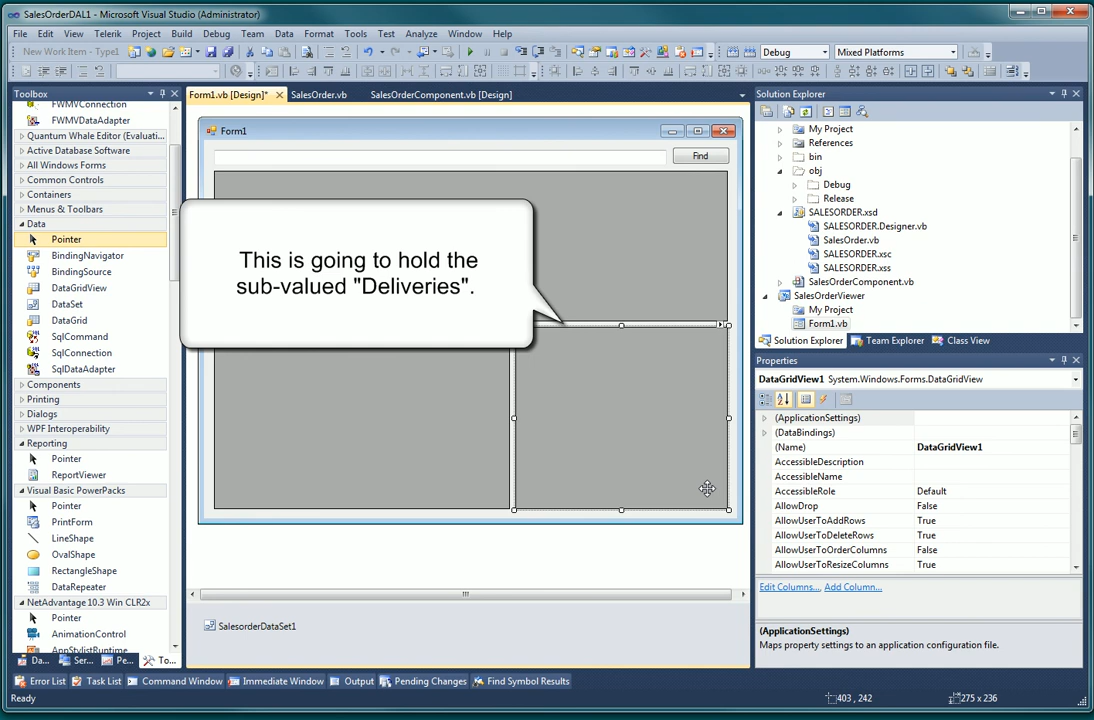 SalesOrderDAL1 - Microsoft Visual Studio (Administrator)
File Edit View Telerik Project Build Debug Team Data Format Tools Test Analyze Window Help
New Work Item - Type1 Debug Mixed Platforms
Toolbox
FWMVConnection
FWMVDataAdapter
Quantum Whale Editor (Evaluati...
Active Database Software
All Windows Forms
Common Controls
Containers
Menus & Toolbars
Data
Pointer
BindingNavigator
BindingSource
DataGridView
DataSet
DataGrid
SqlCommand
SqlConnection
SqlDataAdapter
Components
Printing
Dialogs
WPF Interoperability
Reporting
Pointer
ReportViewer
Visual Basic PowerPacks
Pointer
PrintForm
LineShape
OvalShape
RectangleShape
DataRepeater
NetAdvantage 10.3 Win CLR2x
Pointer
AnimationControl
AppStylistRuntime
Da... Ser... Pe... To...
Form1.vb [Design]* SalesOrder.vb SalesOrderComponent.vb [Design]
Form1
Find
This is going to hold the
sub-valued "Deliveries".
SalesorderDataSet1
Solution Explorer
My Project
References
bin
obj
Debug
Release
SALESORDER.xsd
SALESORDER.Designer.vb
SalesOrder.vb
SALESORDER.xsc
SALESORDER.xss
SalesOrderComponent.vb
SalesOrderViewer
My Project
Form1.vb
Solution Explorer Team Explorer Class View
Properties
DataGridView1 System.Windows.Forms.DataGridView
(ApplicationSettings)
(DataBindings)
(Name) DataGridView1
AccessibleDescription
AccessibleName
AccessibleRole Default
AllowDrop False
AllowUserToAddRows True
AllowUserToDeleteRows True
AllowUserToOrderColumns False
AllowUserToResizeColumns True
Edit Columns..., Add Column...
(ApplicationSettings)
Maps property settings to an application configuration file.
Error List Task List Command Window Immediate Window Output Pending Changes Find Symbol Results
Ready 403 , 242 275 x 236